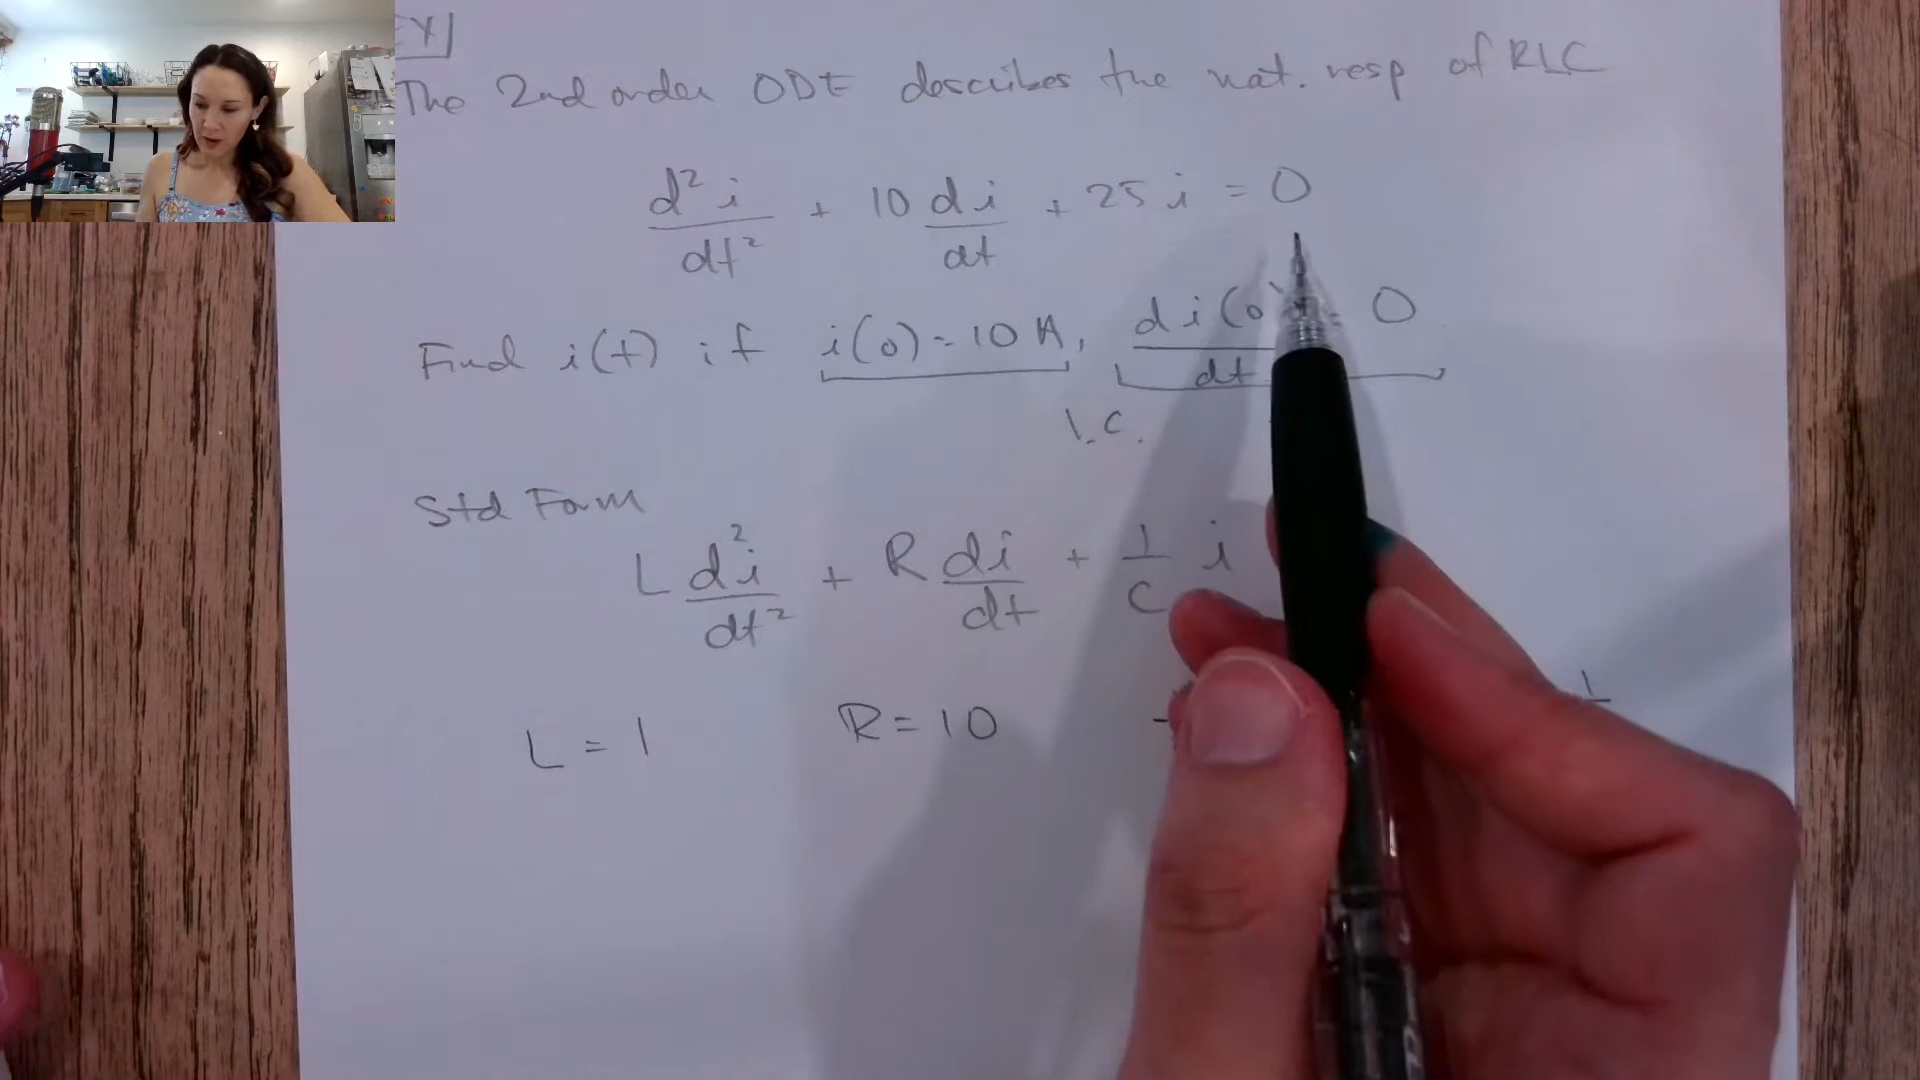 EX
The 2nd order ODE describes the nat. resp of RLC
d²i/dt² + 10 di/dt + 25 i = 0
Find i(t) if i(0) = 10 A, di(0)/dt = 0
I.C.
Std Form
L d²i/dt² + R di/dt + 1/C i
L = 1 R = 10